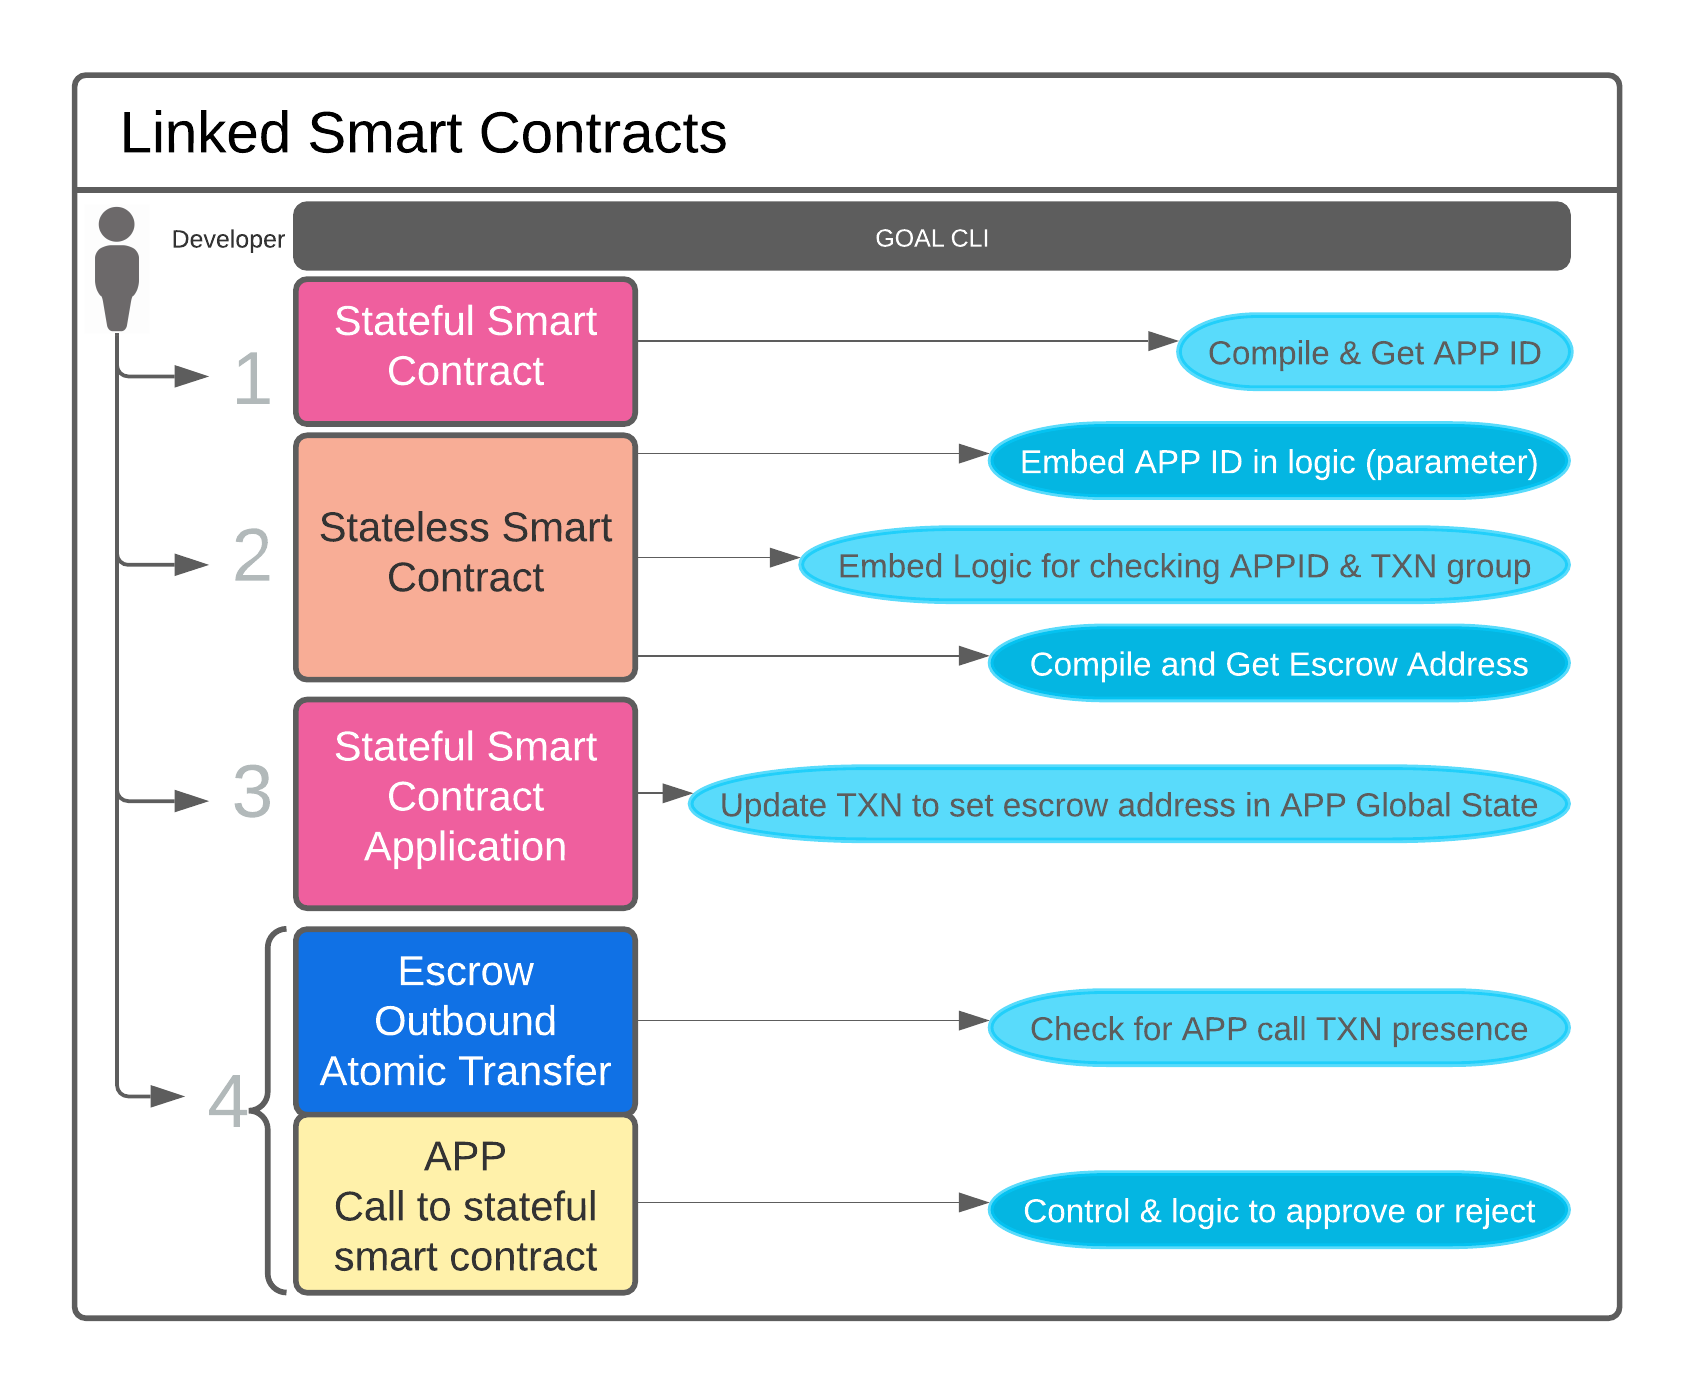 Linked Smart Contracts
Developer
GOAL CLI
1
Stateful Smart
Contract
Compile & Get APP ID
2
Stateless Smart
Contract
Embed APP ID in logic (parameter)
Embed Logic for checking APPID & TXN group
Compile and Get Escrow Address
3
Stateful Smart
Contract
Application
Update TXN to set escrow address in APP Global State
4
Escrow
Outbound
Atomic Transfer
Check for APP call TXN presence
APP
Call to stateful
smart contract
Control & logic to approve or reject